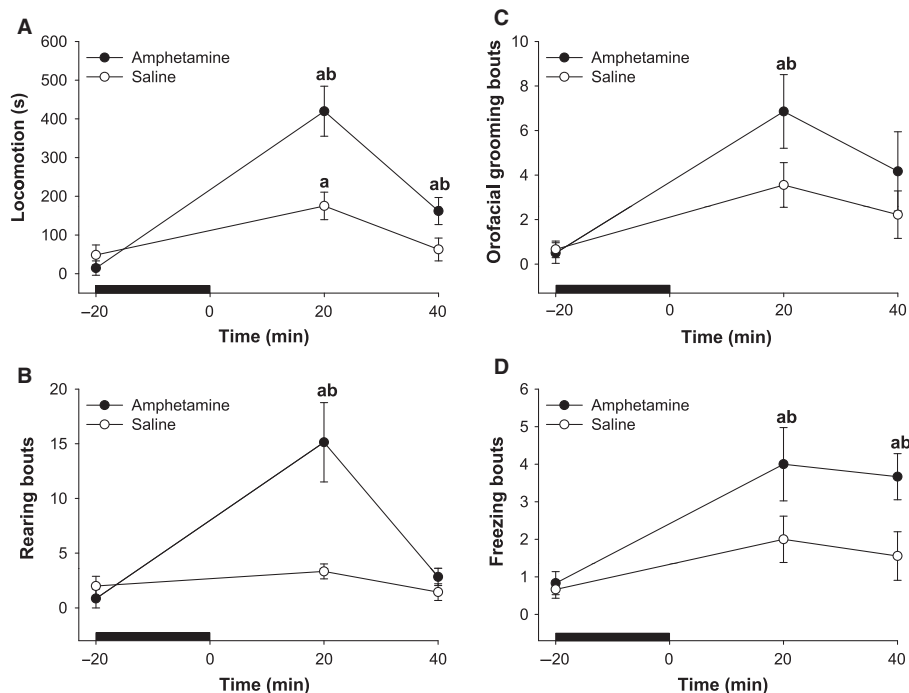 A
600
500
400
300
200
100
0
Locomotion (s)
Amphetamine
Saline
ab
a
ab
–20 0 20 40
Time (min)
B
20
15
10
5
0
Rearing bouts
Amphetamine
Saline
ab
–20 0 20 40
Time (min)
C
10
8
6
4
2
0
Orofacial grooming bouts
Amphetamine
Saline
ab
–20 0 20 40
Time (min)
D
6
5
4
3
2
1
0
Freezing bouts
Amphetamine
Saline
ab
ab
–20 0 20 40
Time (min)